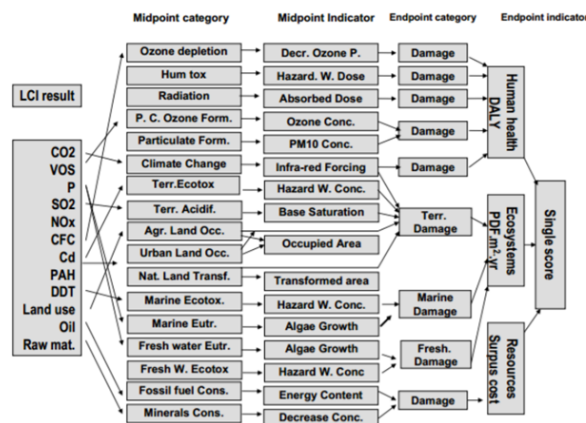 Midpoint category
Midpoint Indicator
Endpoint category
Endpoint indicator
LCI result
CO2
VOS
P
SO2
NOx
CFC
Cd
PAH
DDT
Land use
Oil
Raw mat.
Ozone depletion
Hum tox
Radiation
P. C. Ozone Form.
Particulate Form.
Climate Change
Terr.Ecotox
Terr. Acidif.
Agr. Land Occ.
Urban Land Occ.
Nat. Land Transf.
Marine Ecotox.
Marine Eutr.
Fresh water Eutr.
Fresh W. Ecotox
Fossil fuel Cons.
Minerals Cons.
Decr. Ozone P.
Hazard. W. Dose
Absorbed Dose
Ozone Conc.
PM10 Conc.
Infra-red Forcing
Hazard W. Conc.
Base Saturation
Occupied Area
Transformed area
Hazard W. Conc.
Algae Growth
Algae Growth
Hazard W. Conc
Energy Content
Decrease Conc.
Damage
Damage
Damage
Damage
Damage
Terr.
Damage
Marine
Damage
Fresh.
Damage
Damage
Human health
DALY
Ecosystems
PDF.m².yr
Resources
Surpus cost
Single score